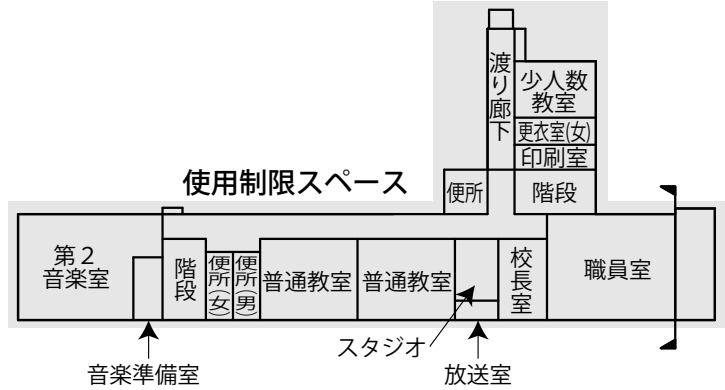 渡り廊下
少人数
教室
更衣室(女)
印刷室
使用制限スペース
便所
階段
第2
音楽室
階段
便所(女)
便所(男)
普通教室
普通教室
校長室
職員室
スタジオ
音楽準備室
放送室